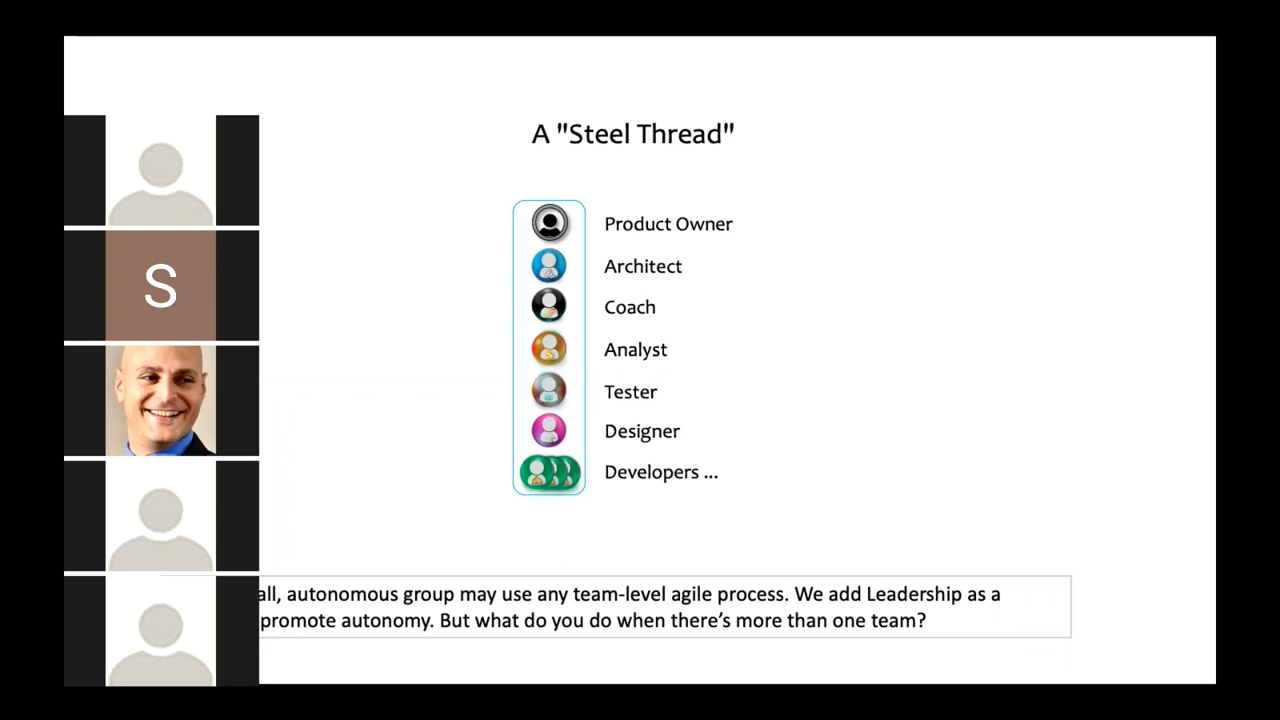 A "Steel Thread"
S
Product Owner
Architect
Coach
Analyst
Tester
Designer
Developers ...
all, autonomous group may use any team-level agile process. We add Leadership as a
promote autonomy. But what do you do when there's more than one team?